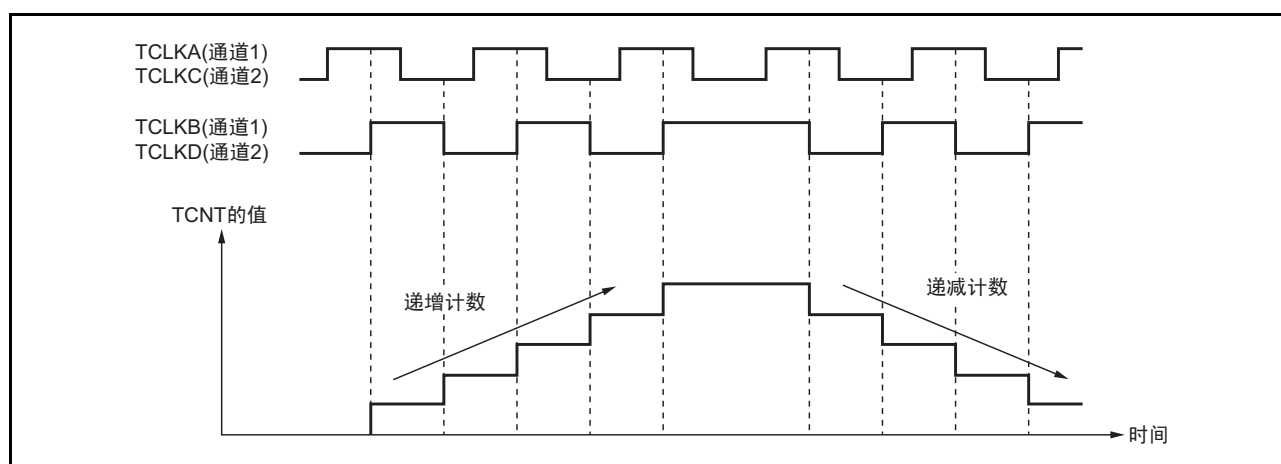 TCLKA(通道1)
TCLKC(通道2)
TCLKB(通道1)
TCLKD(通道2)
TCNT的值
递增计数
递减计数
时间